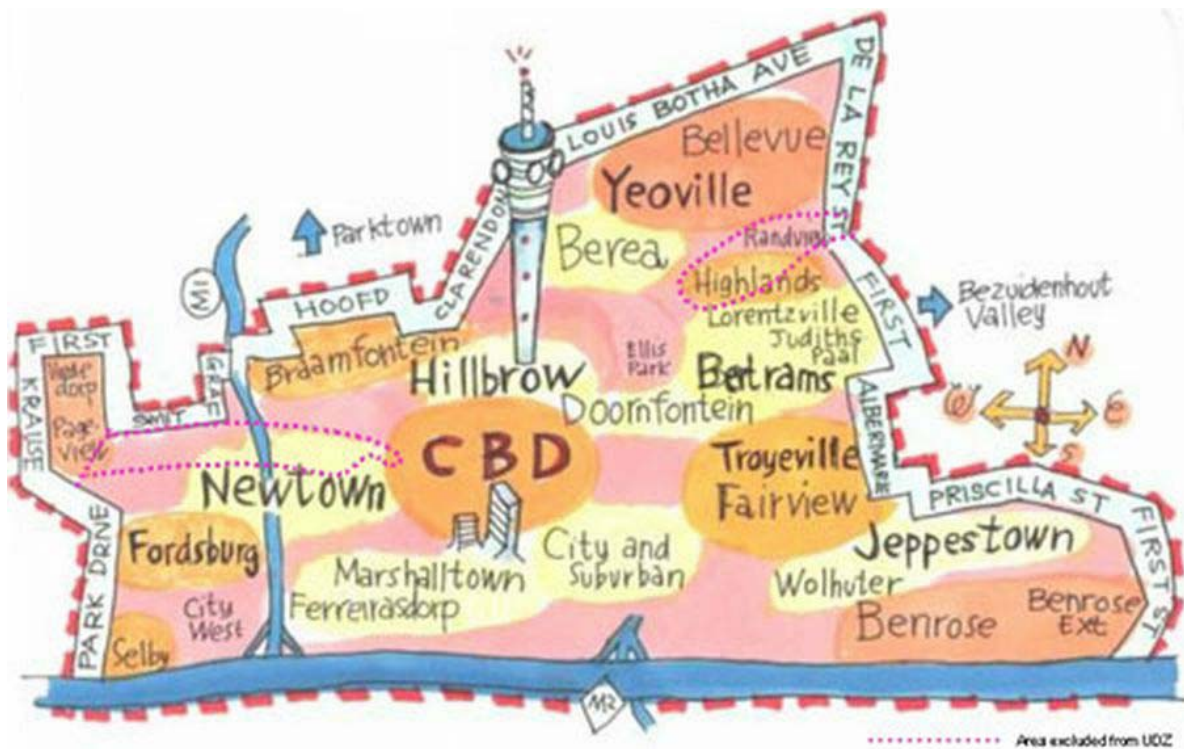 LOUIS BOTHA AVE
DE LA REY ST
Bellevue
Yeoville
CLARENDON
Parktown
Berea
Randview
M1
HOOFD
Highlands
FIRST
Bezuidenhout
Valley
Lorentzville
Judiths
Paal
FIRST
Braamfontein
Ellis
Park
N
GRAF
Hillbrow
Bertrams
KRAUSE
SMIT
Doornfontein
ALBERMARK
W
E
S
Page
view
CBD
Troyeville
Newtown
Fairview
PRISCILLA ST
PARK DRNE
Fordsburg
City and
Suburban
Jeppestown
FIRST ST
Marshalltown
Wolhuter
City
West
Ferreirasdorp
Benrose
Benrose
Ext
Selby
M2
Area excluded from UDZ